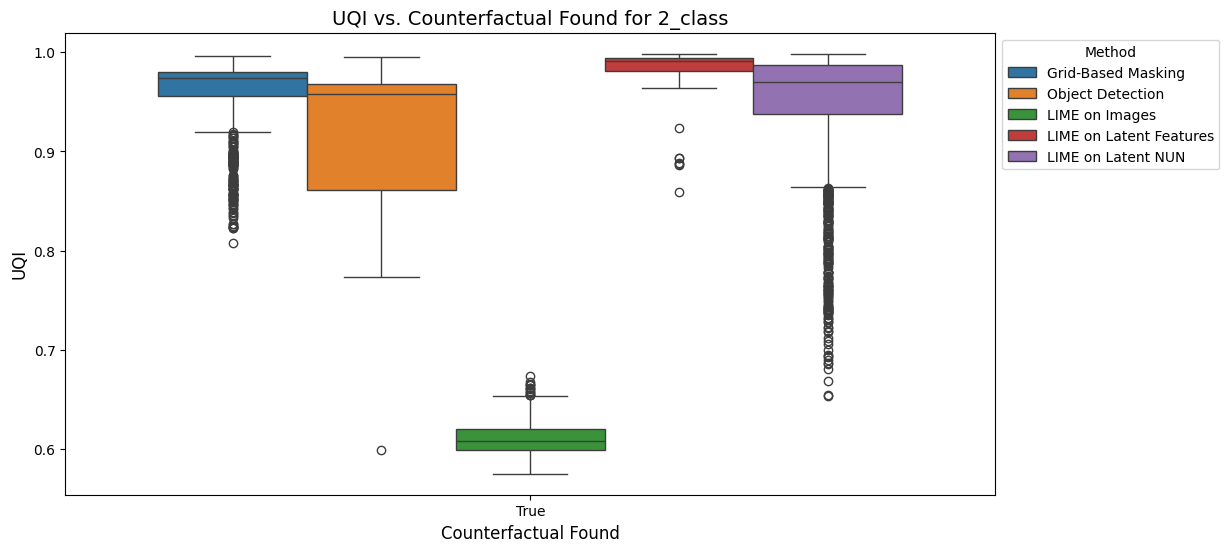 UQI vs. Counterfactual Found for 2_class
UQI
1.0
0.9
0.8
0.7
0.6
True
Counterfactual Found
Method
Grid-Based Masking
Object Detection
LIME on Images
LIME on Latent Features
LIME on Latent NUN